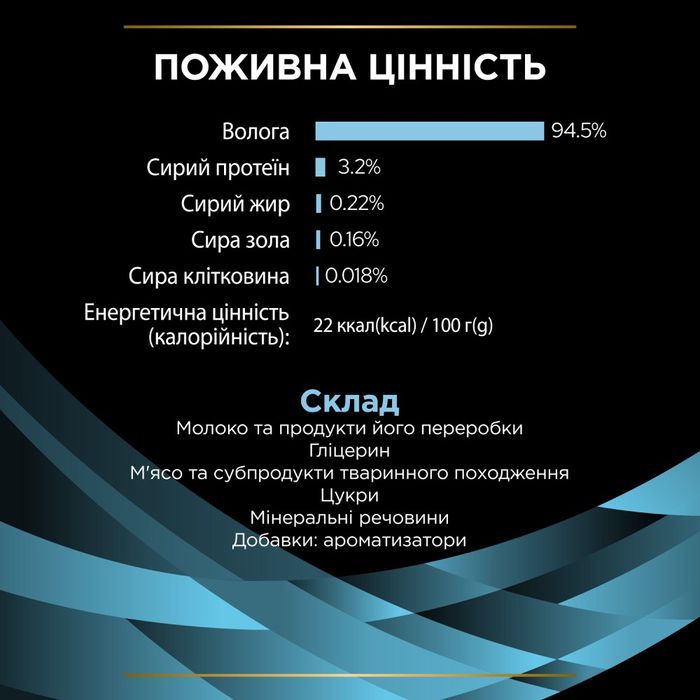 ПОЖИВНА ЦІННІСТЬ
Волога 94.5%
Сирий протеїн 3.2%
Сирий жир 0.22%
Сира зола 0.16%
Сира клітковина 0.018%
Енергетична цінність
(калорійність): 22 ккал(kcal) / 100 г(g)
Склад
Молоко та продукти його переробки
Гліцерин
М'ясо та субпродукти тваринного походження
Цукри
Мінеральні речовини
Добавки: ароматизатори